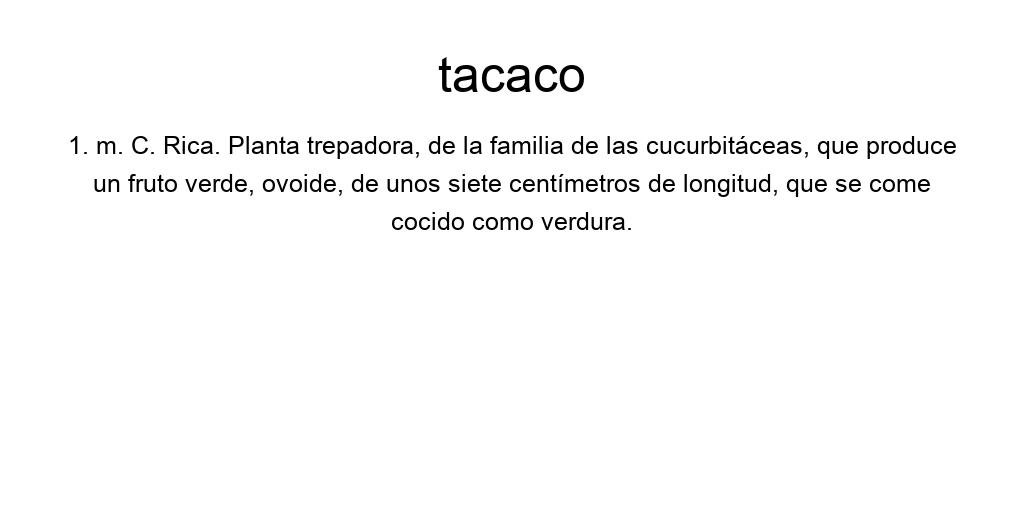 tacaco
1. m. C. Rica. Planta trepadora, de la familia de las cucurbitáceas, que produce
un fruto verde, ovoide, de unos siete centímetros de longitud, que se come
cocido como verdura.